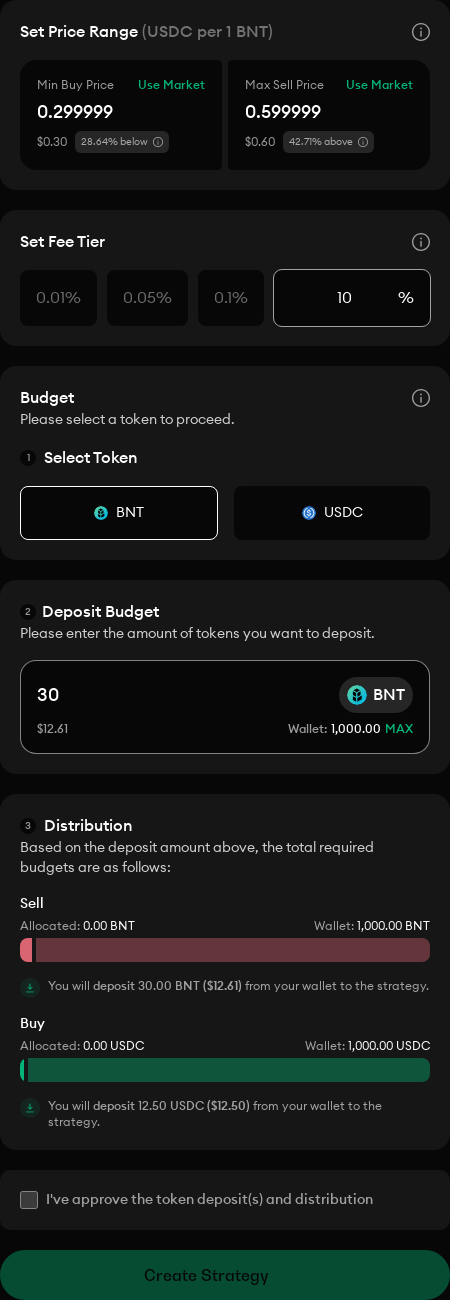 Set Price Range (USDC per 1 BNT)
Min Buy Price Use Market
0.299999
$0.30 28.64% below
Max Sell Price Use Market
0.599999
$0.60 42.71% above
Set Fee Tier
0.01% 0.05% 0.1% 10 %
Budget
Please select a token to proceed.
1 Select Token
BNT USDC
2 Deposit Budget
Please enter the amount of tokens you want to deposit.
30 BNT
$12.61 Wallet: 1,000.00 MAX
3 Distribution
Based on the deposit amount above, the total required
budgets are as follows:
Sell
Allocated: 0.00 BNT Wallet: 1,000.00 BNT
You will deposit 30.00 BNT ($12.61) from your wallet to the strategy.
Buy
Allocated: 0.00 USDC Wallet: 1,000.00 USDC
You will deposit 12.50 USDC ($12.50) from your wallet to the
strategy.
I've approve the token deposit(s) and distribution
Create Strategy